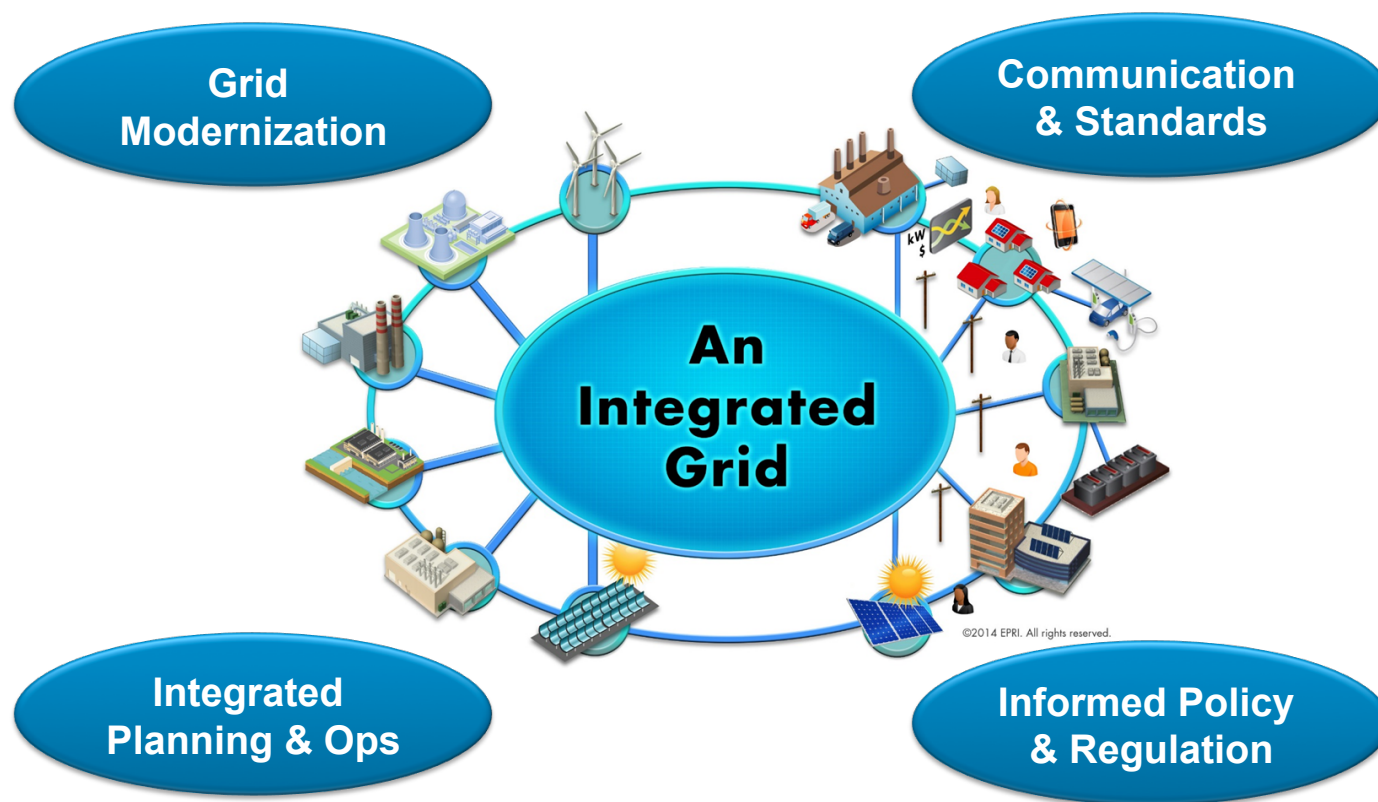 Grid
Modernization
Communication
& Standards
kW
$
An
Integrated
Grid
©2014 EPRI. All rights reserved.
Integrated
Planning & Ops
Informed Policy
& Regulation